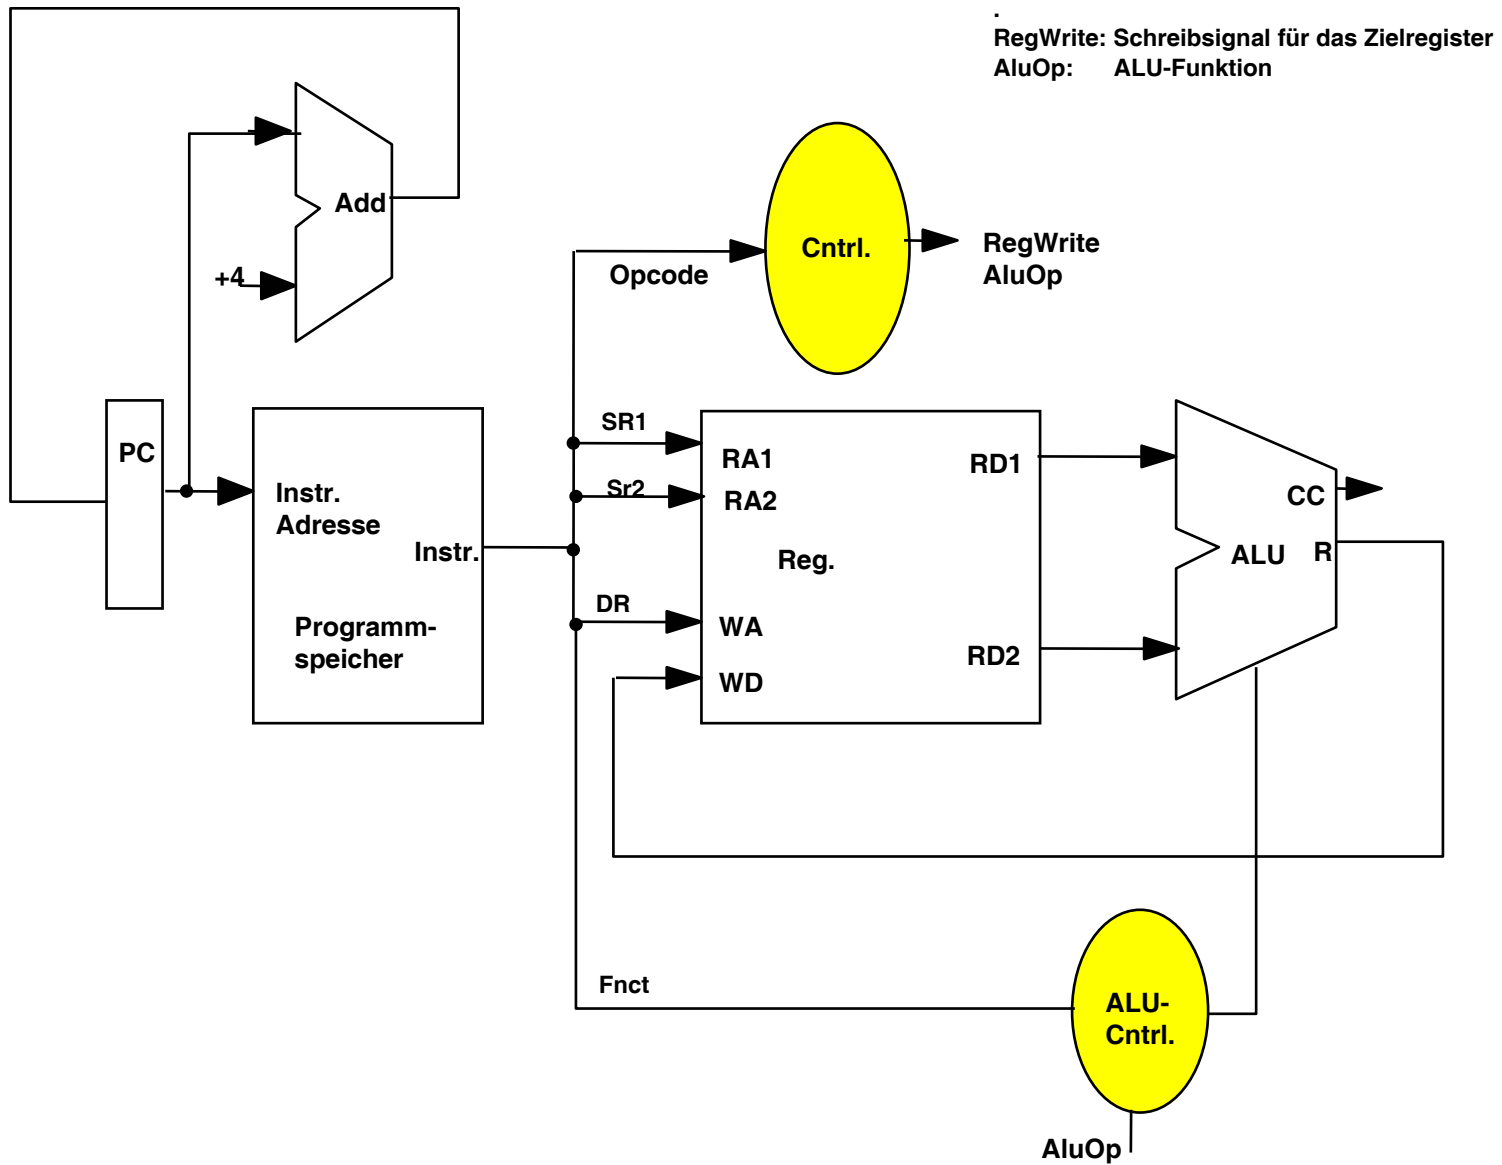 .
RegWrite: Schreibsignal für das Zielregister
AluOp: ALU-Funktion
Add
+4
Cntrl.
Opcode
RegWrite
AluOp
PC
Instr.
Adresse
Instr.
Programm-
speicher
SR1
Sr2
DR
RA1
RA2
Reg.
WA
WD
RD1
RD2
CC
ALU
R
Fnct
ALU-
Cntrl.
AluOp